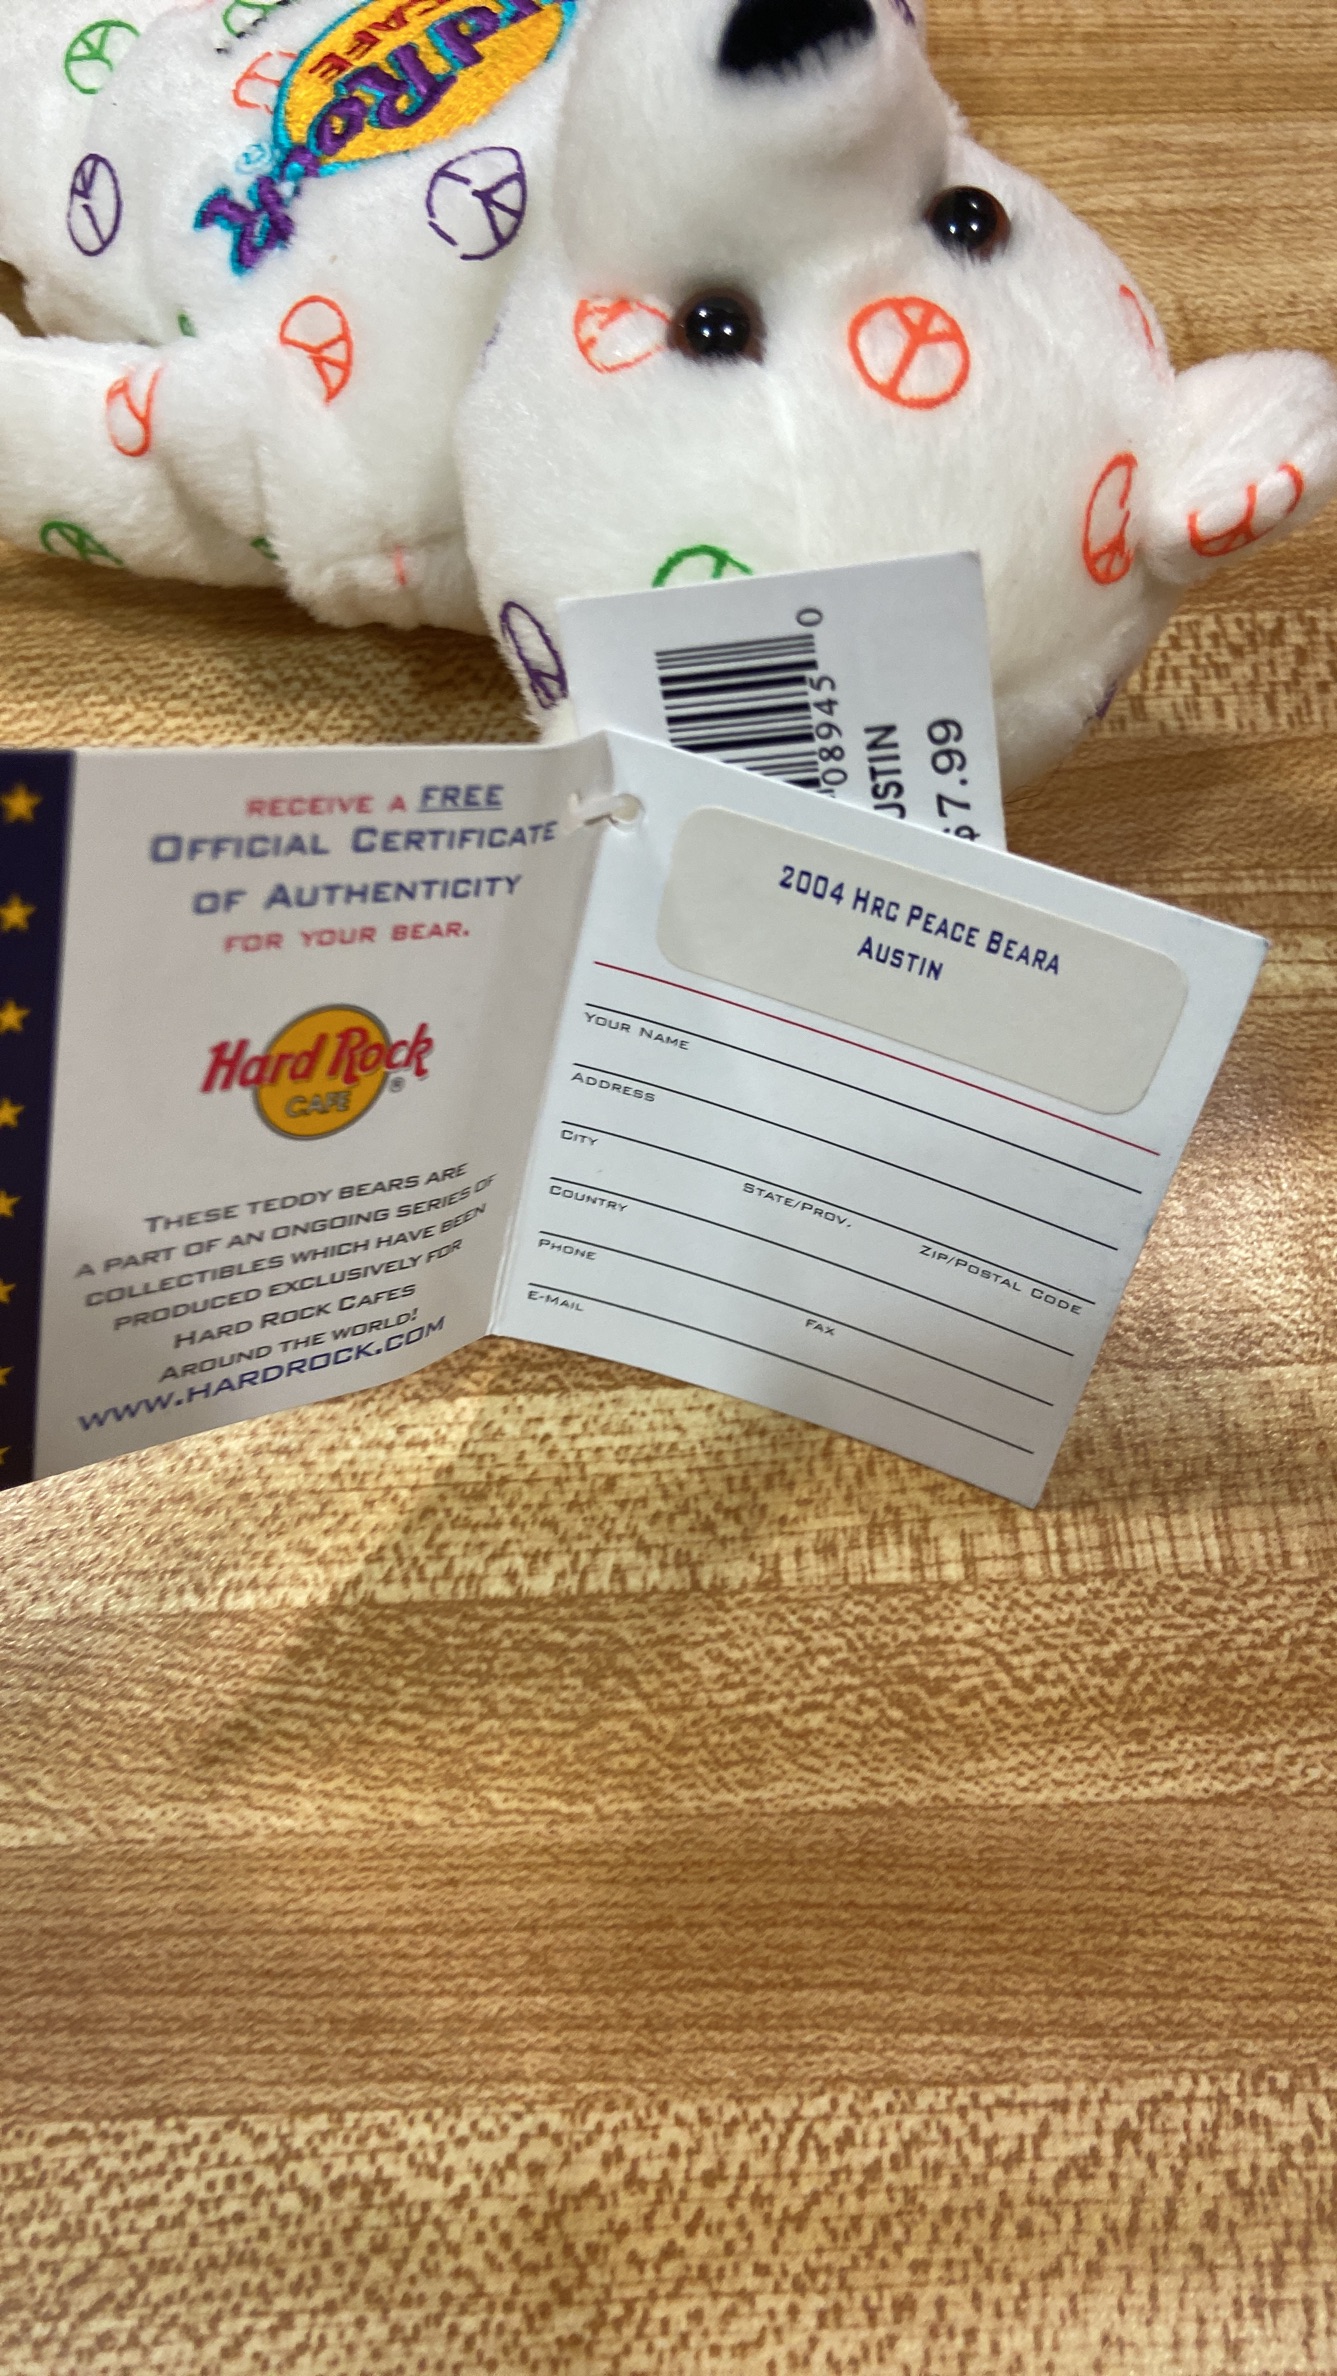 CAFE
08945 0
USTIN
$7.99
RECEIVE A FREE
OFFICIAL CERTIFICATE
OF AUTHENTICITY
FOR YOUR BEAR.
Hard Rock
CAFE
®
THESE TEDDY BEARS ARE
A PART OF AN ONGOING SERIES OF
COLLECTIBLES WHICH HAVE BEEN
PRODUCED EXCLUSIVELY FOR
HARD ROCK CAFES
AROUND THE WORLD!
WWW.HARDROCK.COM
2004 HRC PEACE BEARA
AUSTIN
YOUR NAME
ADDRESS
CITY STATE/PROV. ZIP/POSTAL CODE
COUNTRY
PHONE FAX
E-MAIL